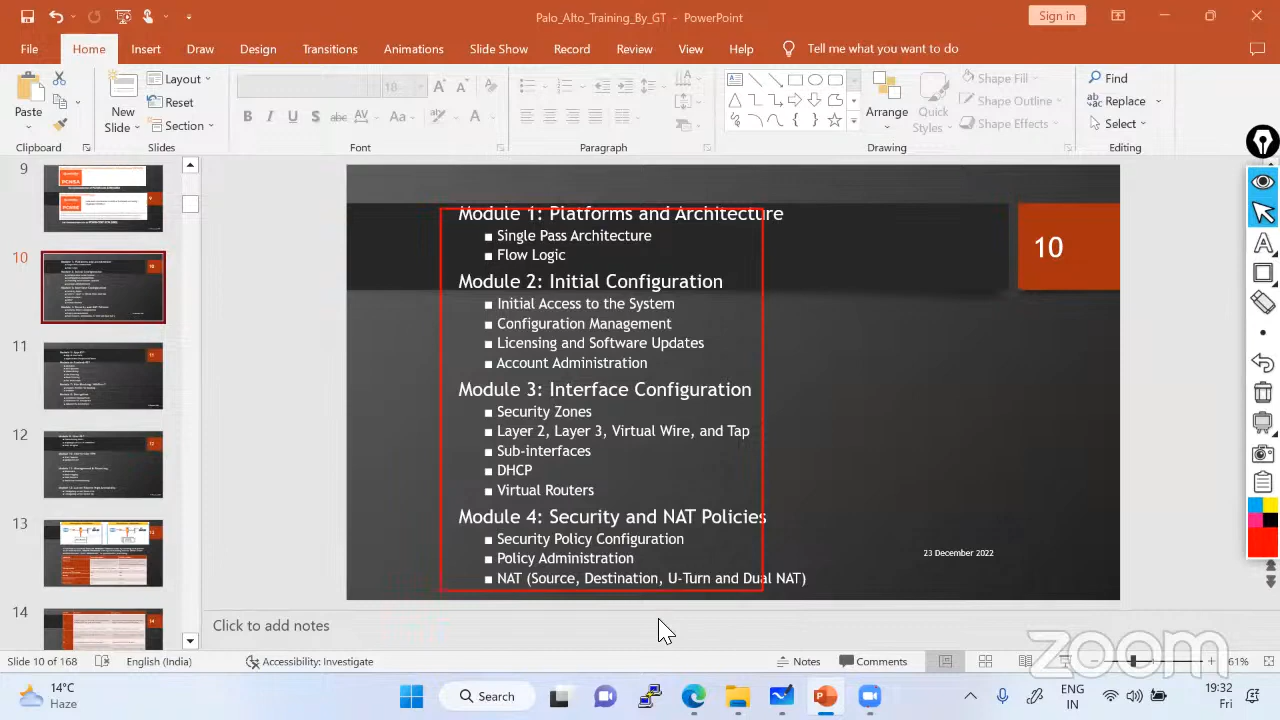 Palo_Alto_Training_By_GT - PowerPoint
Sign in
File Home Insert Draw Design Slide Show Transitions Animations Record Review View Help Tell me what you want to do
Paste
New Slide
Layout
Reset
Section
Arrange
Quick Styles
Shape Fill
Shape Outline
Shape Effects
Find
Replace
Select
Clipboard Slides Font Paragraph Drawing Editing
9
10
11
12
13
14
Module 1: Platforms and Architecture
Single Pass Architecture
Flow Logic
10
Module 2: Initial Configuration
Initial Access to the System
Configuration Management
Licensing and Software Updates
Account Administration
Module 3: Interface Configuration
Security Zones
Layer 2, Layer 3, Virtual Wire, and Tap
Sub-interfaces
DHCP
Virtual Routers
Module 4: Security and NAT Policies
Security Policy Configuration
Policy Administration
NAT (Source, Destination, U-Turn and Dual NAT)
23 December 2022
Click to add notes
zoom
Slide 10 of 168 English (India) Accessibility: Investigate Notes Comments 61%
14°C
Haze
Search
ENG
IN
19:32
Fri